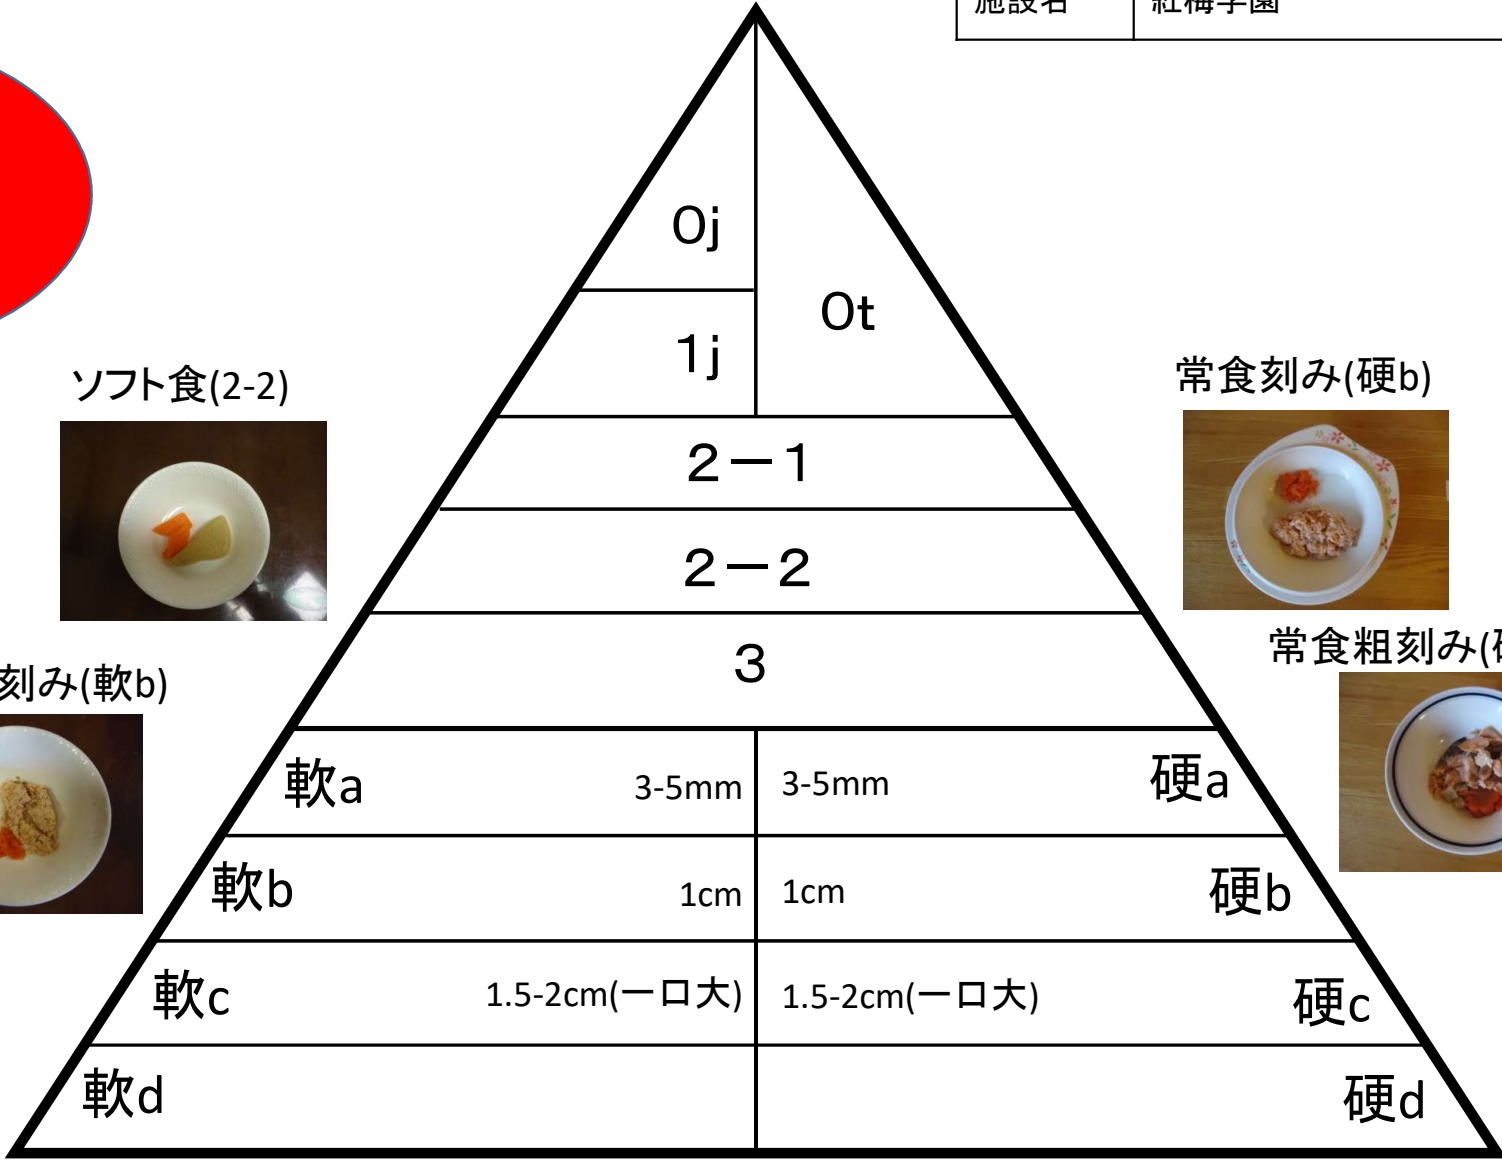 施設名 紅梅学園
0j
0t
1j
ソフト食(2-2)
常食刻み(硬b)
2－1
2－2
常食粗刻み(
3
刻み(軟b)
軟a 3-5mm 3-5mm 硬a
軟b 1cm 1cm 硬b
軟c 1.5-2cm(一口大) 1.5-2cm(一口大) 硬c
軟d 硬d